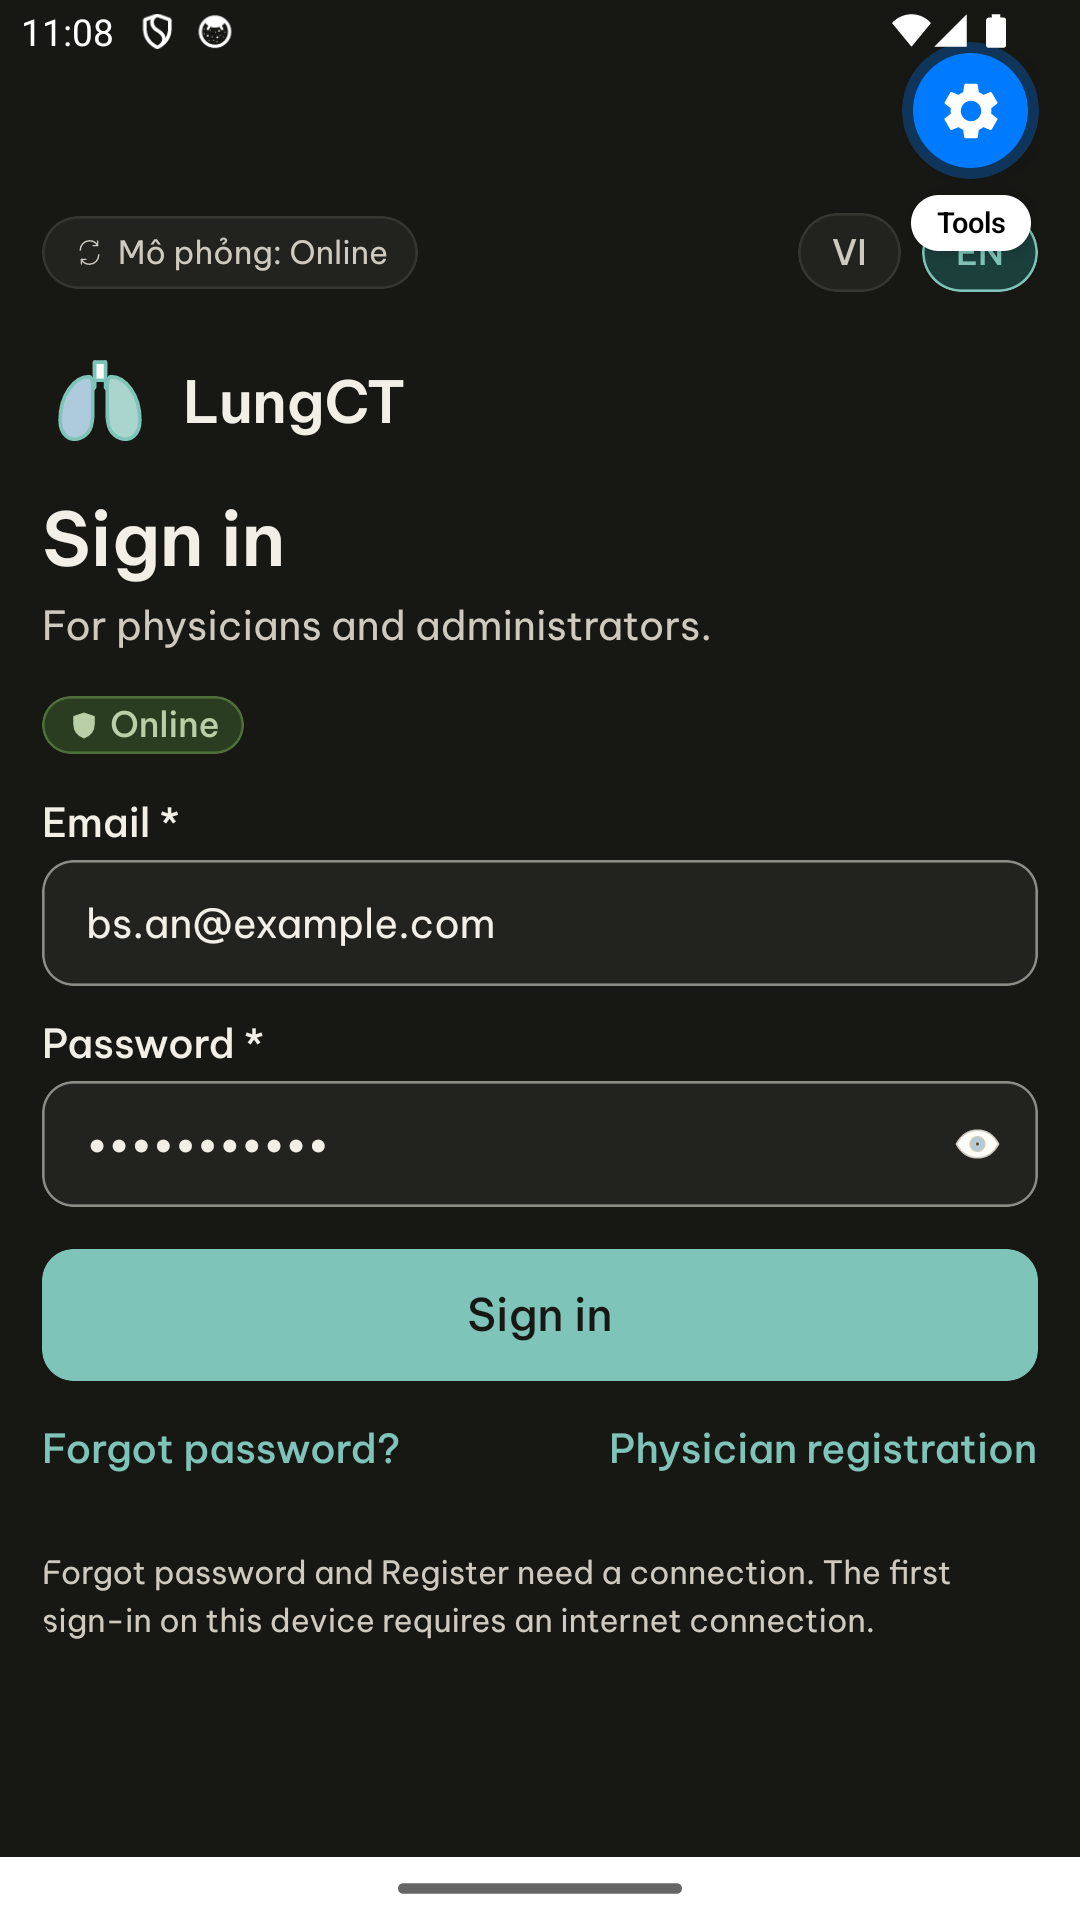 11:08
Tools
Mô phỏng: Online
VI
EN
LungCT
Sign in
For physicians and administrators.
Online
Email *
bs.an@example.com
Password *
•••••••••••
Sign in
Forgot password?
Physician registration
Forgot password and Register need a connection. The first
sign-in on this device requires an internet connection.